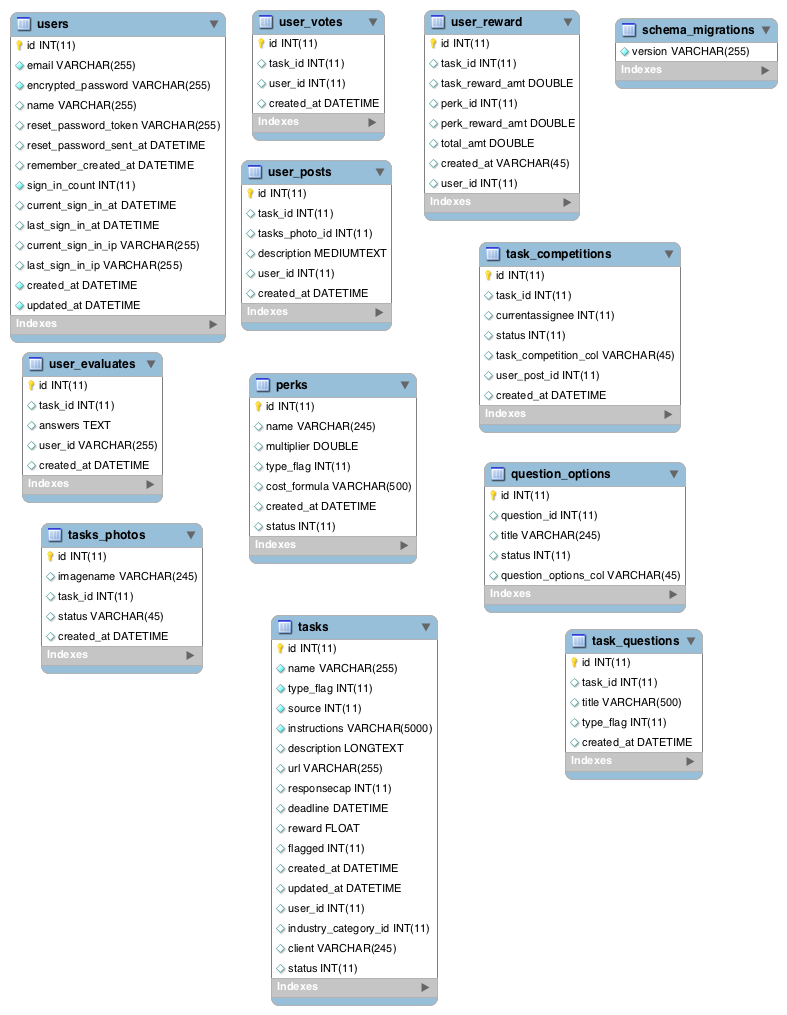 users
id INT(11)
email VARCHAR(255)
encrypted_password VARCHAR(255)
name VARCHAR(255)
reset_password_token VARCHAR(255)
reset_password_sent_at DATETIME
remember_created_at DATETIME
sign_in_count INT(11)
current_sign_in_at DATETIME
last_sign_in_at DATETIME
current_sign_in_ip VARCHAR(255)
last_sign_in_ip VARCHAR(255)
created_at DATETIME
updated_at DATETIME
Indexes
user_votes
id INT(11)
task_id INT(11)
user_id INT(11)
created_at DATETIME
Indexes
user_reward
id INT(11)
task_id INT(11)
task_reward_amt DOUBLE
perk_id INT(11)
perk_reward_amt DOUBLE
total_amt DOUBLE
created_at VARCHAR(45)
user_id INT(11)
Indexes
schema_migrations
version VARCHAR(255)
Indexes
user_posts
id INT(11)
task_id INT(11)
tasks_photo_id INT(11)
description MEDIUMTEXT
user_id INT(11)
created_at DATETIME
Indexes
task_competitions
id INT(11)
task_id INT(11)
currentassignee INT(11)
status INT(11)
task_competition_col VARCHAR(45)
user_post_id INT(11)
created_at DATETIME
Indexes
user_evaluates
id INT(11)
task_id INT(11)
answers TEXT
user_id VARCHAR(255)
created_at DATETIME
Indexes
perks
id INT(11)
name VARCHAR(245)
multiplier DOUBLE
type_flag INT(11)
cost_formula VARCHAR(500)
created_at DATETIME
status INT(11)
Indexes
question_options
id INT(11)
question_id INT(11)
title VARCHAR(245)
status INT(11)
question_options_col VARCHAR(45)
Indexes
tasks_photos
id INT(11)
imagename VARCHAR(245)
task_id INT(11)
status VARCHAR(45)
created_at DATETIME
Indexes
tasks
id INT(11)
name VARCHAR(255)
type_flag INT(11)
source INT(11)
instructions VARCHAR(5000)
description LONGTEXT
url VARCHAR(255)
responsecap INT(11)
deadline DATETIME
reward FLOAT
flagged INT(11)
created_at DATETIME
updated_at DATETIME
user_id INT(11)
industry_category_id INT(11)
client VARCHAR(245)
status INT(11)
Indexes
task_questions
id INT(11)
task_id INT(11)
title VARCHAR(500)
type_flag INT(11)
created_at DATETIME
Indexes